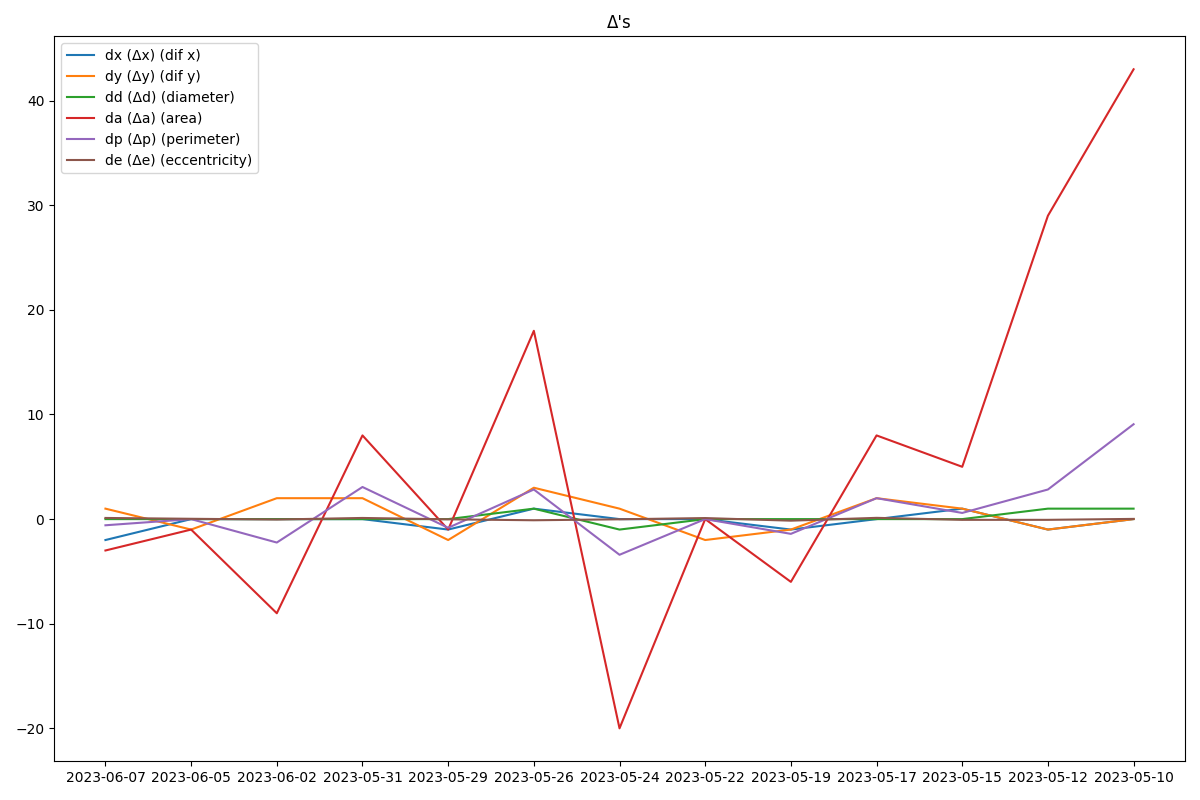 Δ's
dx (Δx) (dif x)
dy (Δy) (dif y)
dd (Δd) (diameter)
da (Δa) (area)
dp (Δp) (perimeter)
de (Δe) (eccentricity)
40
30
20
10
0
−10
−20
2023-06-07 2023-06-05 2023-06-02 2023-05-31 2023-05-29 2023-05-26 2023-05-24 2023-05-22 2023-05-19 2023-05-17 2023-05-15 2023-05-12 2023-05-10